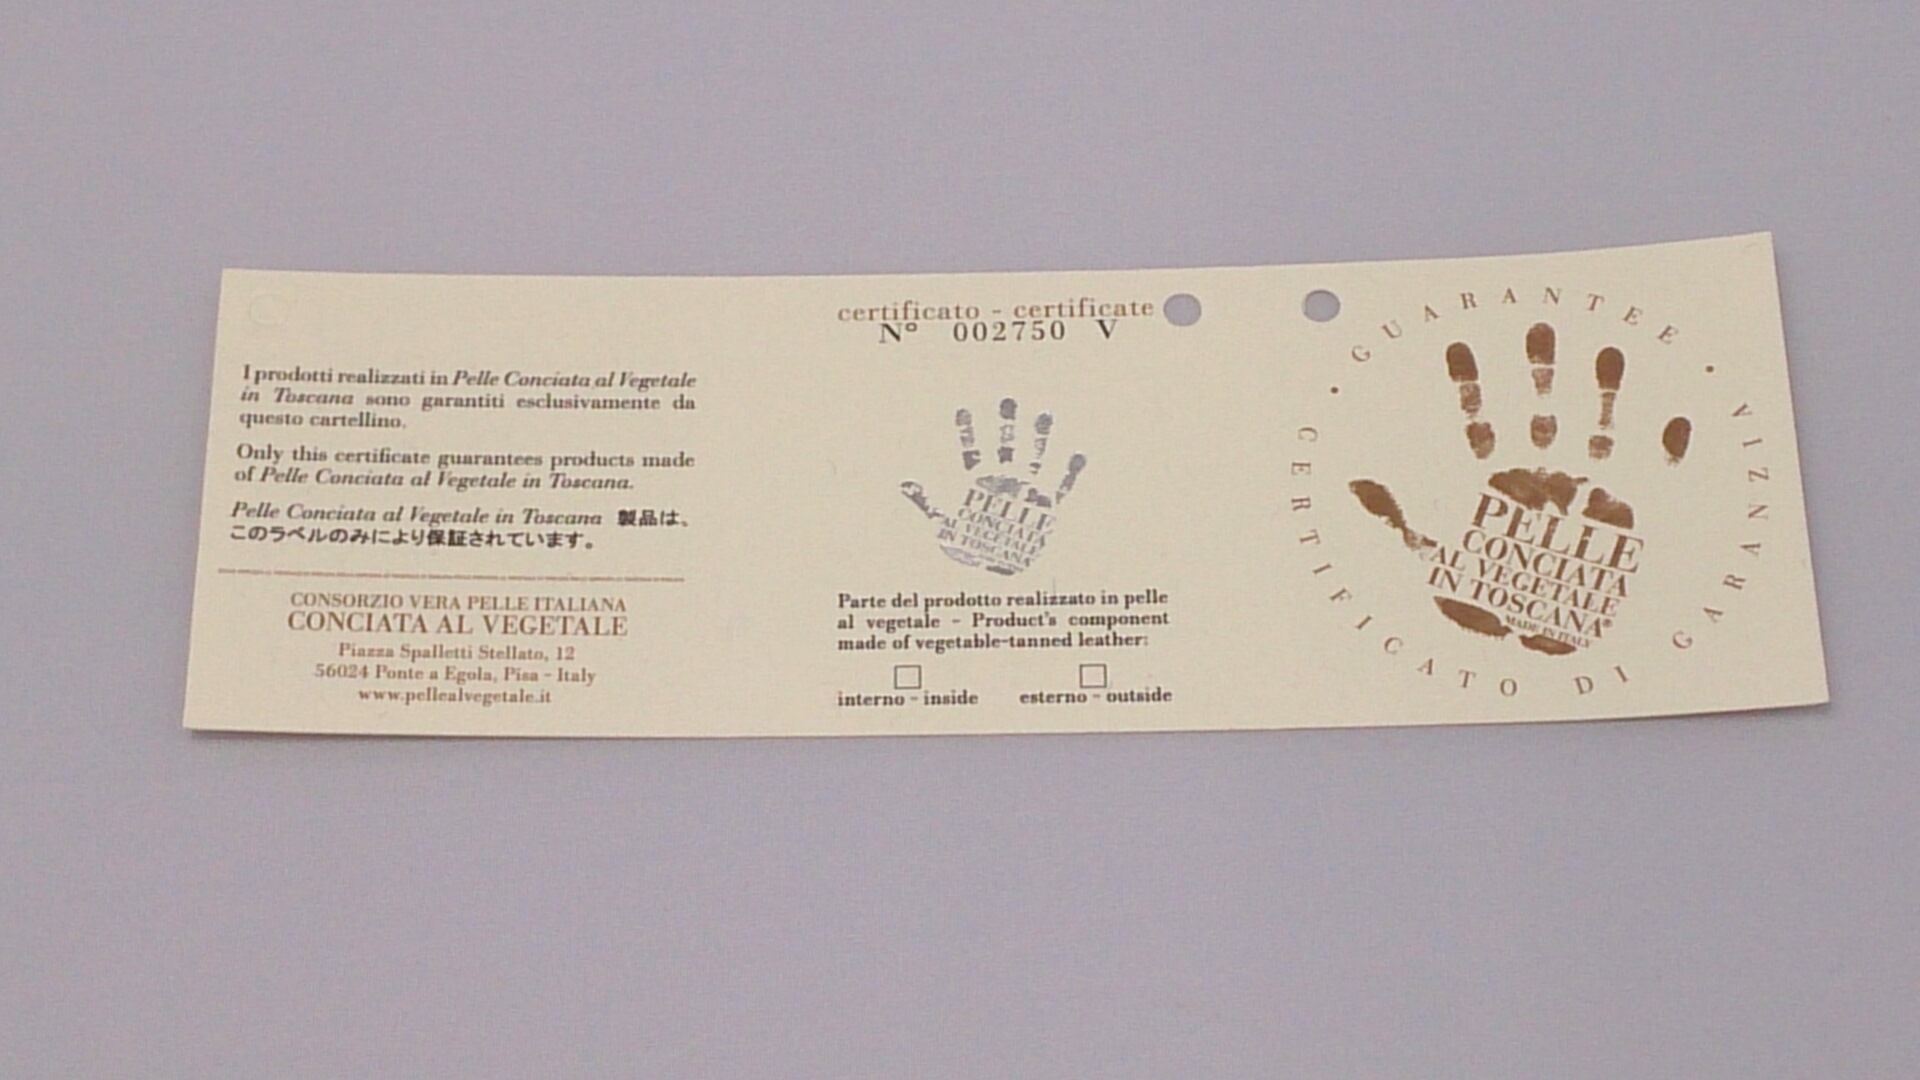 I prodotti realizzati in Pelle Conciata al Vegetale
in Toscana sono garantiti esclusivamente da
questo cartellino.
Only this certificate guarantees products made
of Pelle Conciata al Vegetale in Toscana.
Pelle Conciata al Vegetale in Toscana 製品は、
このラベルのみにより保証されています。
CONSORZIO VERA PELLE ITALIANA
CONCIATA AL VEGETALE
Piazza Spalletti Stellato, 12
56024 Ponte a Egola, Pisa - Italy
www.pellealvegetale.it
certificato - certificate
N° 002750 V
PELLE
CONCIATA
AL VEGETALE
IN TOSCANA
Parte del prodotto realizzato in pelle
al vegetale - Product's component
made of vegetable-tanned leather:
interno - inside esterno - outside
• GUARANTEE •
CERTIFICATO DI GARANZIA
PELLE
CONCIATA
AL VEGETALE
IN TOSCANA®
MADE IN ITALY